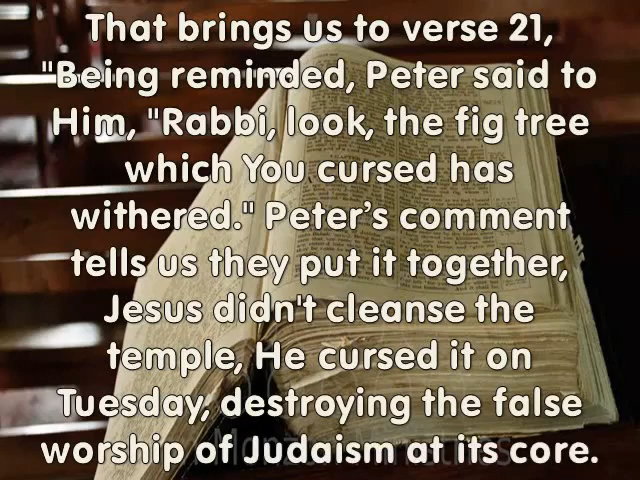 That brings us to verse 21,
"Being reminded, Peter said to
Him, "Rabbi, look, the fig tree
which You cursed has
withered." Peter’s comment
tells us they put it together,
Jesus didn't cleanse the
temple, He cursed it on
Tuesday, destroying the false
worship of Judaism at its core.